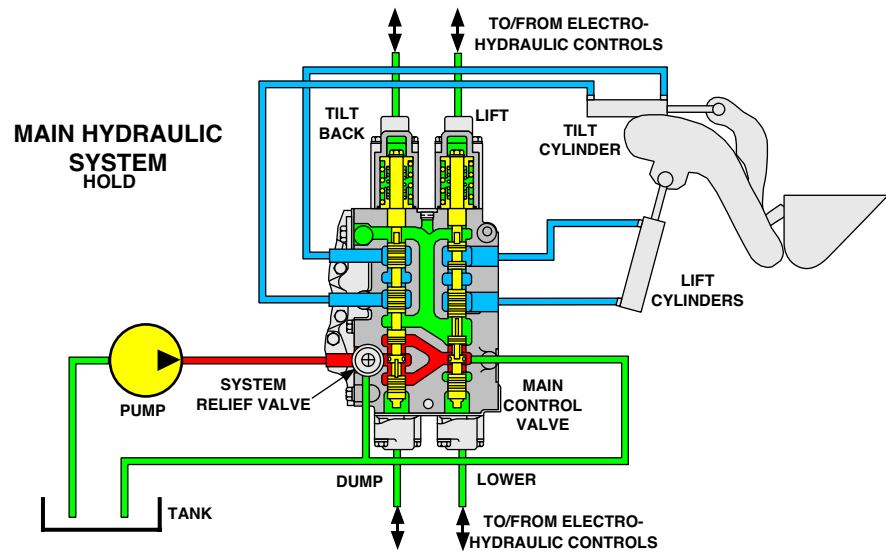 TO/FROM ELECTRO-
HYDRAULIC CONTROLS
MAIN HYDRAULIC
SYSTEM
HOLD
TILT
BACK
LIFT
TILT
CYLINDER
LIFT
CYLINDERS
PUMP
SYSTEM
RELIEF VALVE
MAIN
CONTROL
VALVE
DUMP
LOWER
TANK
TO/FROM ELECTRO-
HYDRAULIC CONTROLS